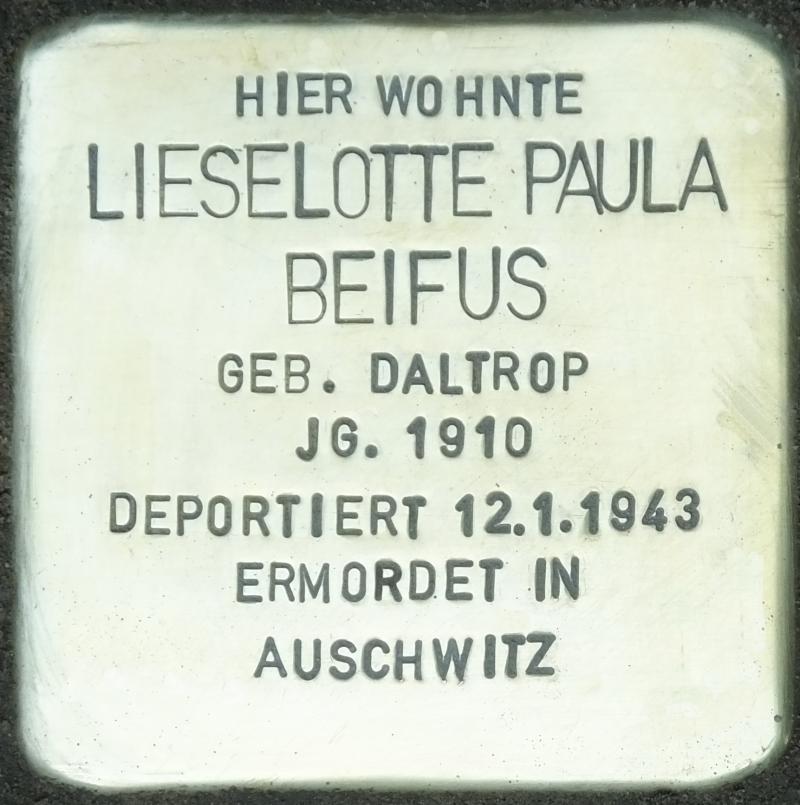 HIER WOHNTE
LIESELOTTE PAULA
BEIFUS
GEB. DALTROP
JG. 1910
DEPORTIERT 12.1.1943
ERMORDET IN
AUSCHWITZ